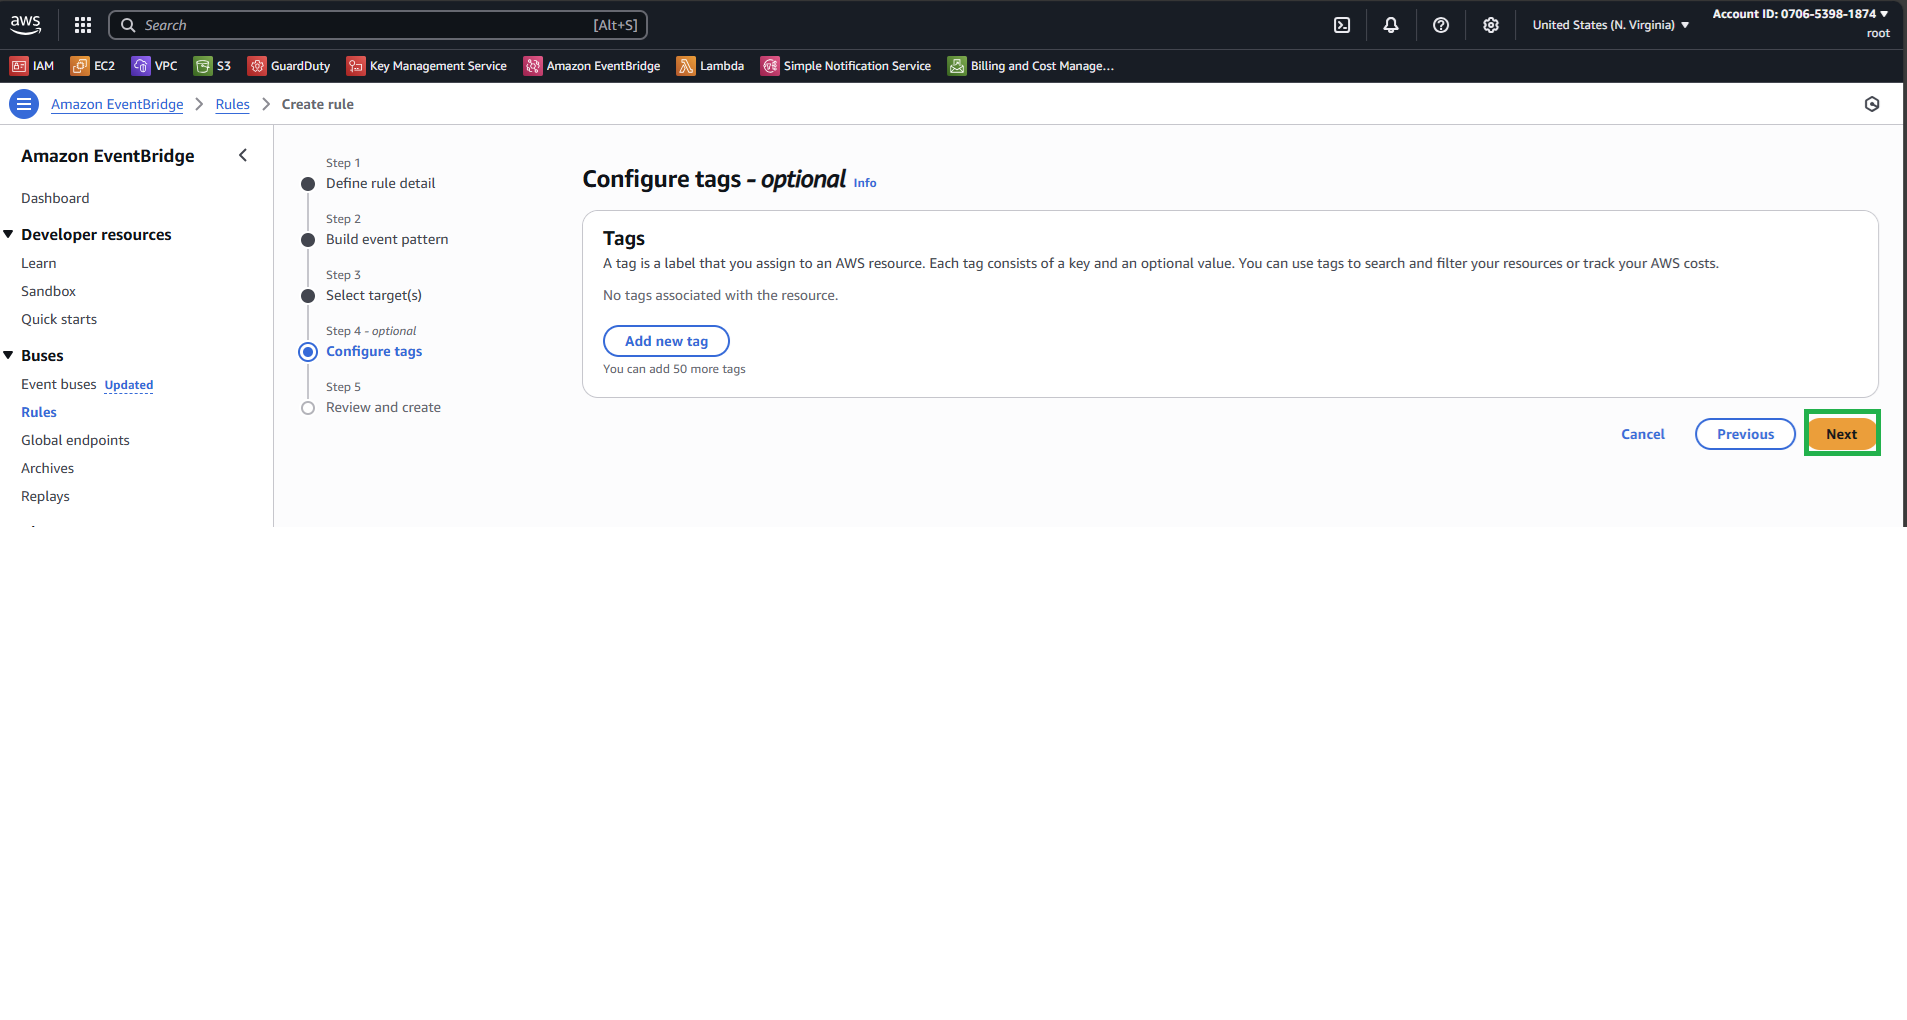 aws
Search [Alt+S]
United States (N. Virginia)
Account ID: 0706-5398-1874
root
IAM EC2 VPC S3 GuardDuty Key Management Service Amazon EventBridge Lambda Simple Notification Service Billing and Cost Manage...
Amazon EventBridge Rules Create rule
Amazon EventBridge
Dashboard
Developer resources
Learn
Sandbox
Quick starts
Buses
Event buses Updated
Rules
Global endpoints
Archives
Replays
Step 1
Define rule detail
Step 2
Build event pattern
Step 3
Select target(s)
Step 4 - optional
Configure tags
Step 5
Review and create
Configure tags - optional Info
Tags
A tag is a label that you assign to an AWS resource. Each tag consists of a key and an optional value. You can use tags to search and filter your resources or track your AWS costs.
No tags associated with the resource.
Add new tag
You can add 50 more tags
Cancel Previous Next